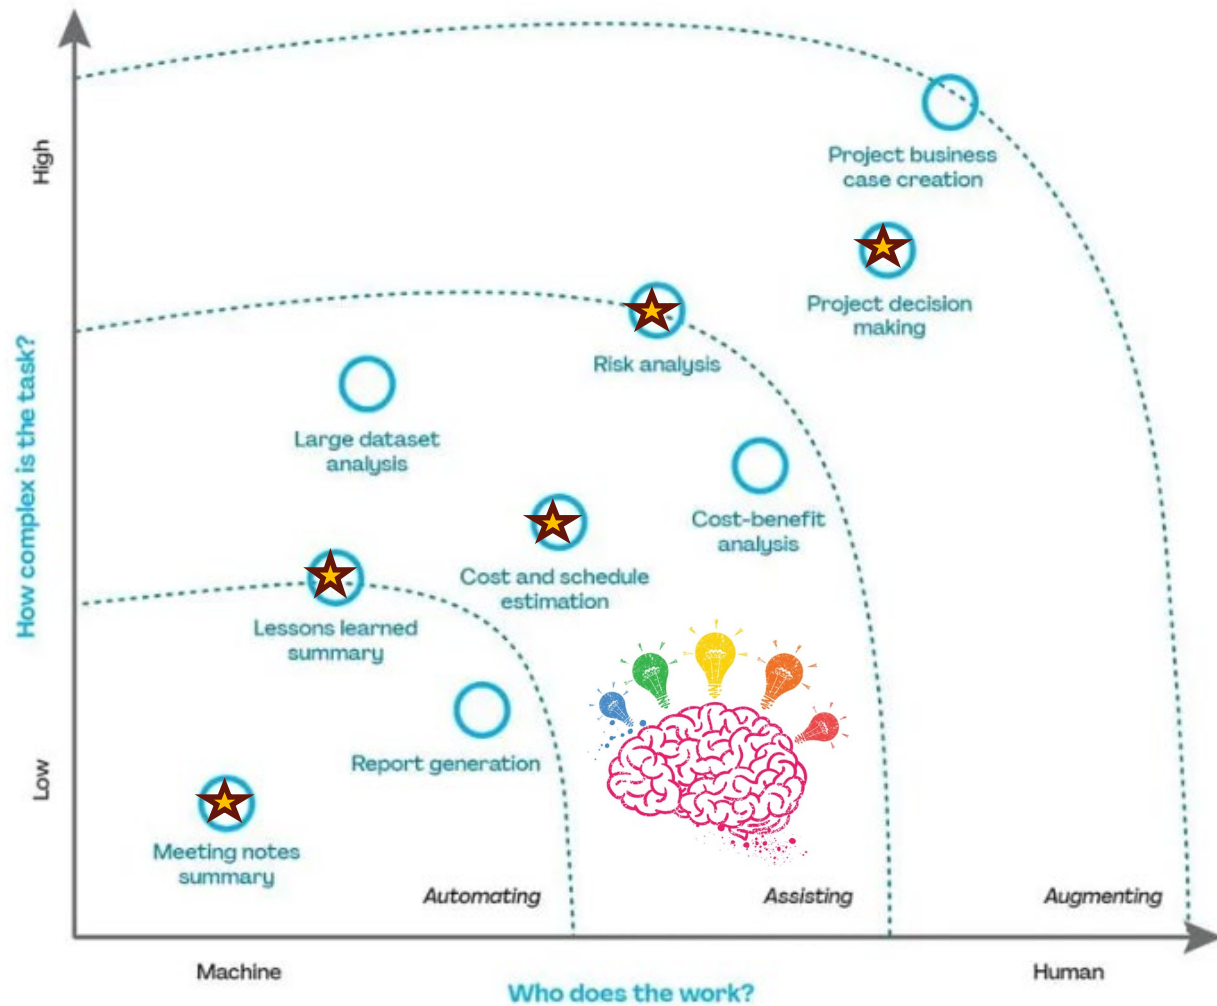 How complex is the task?
High
Low
Project business
case creation
Project decision
making
Risk analysis
Large dataset
analysis
Cost-benefit
analysis
Cost and schedule
estimation
Lessons learned
summary
Report generation
Meeting notes
summary
Automating
Assisting
Augmenting
Machine
Human
Who does the work?